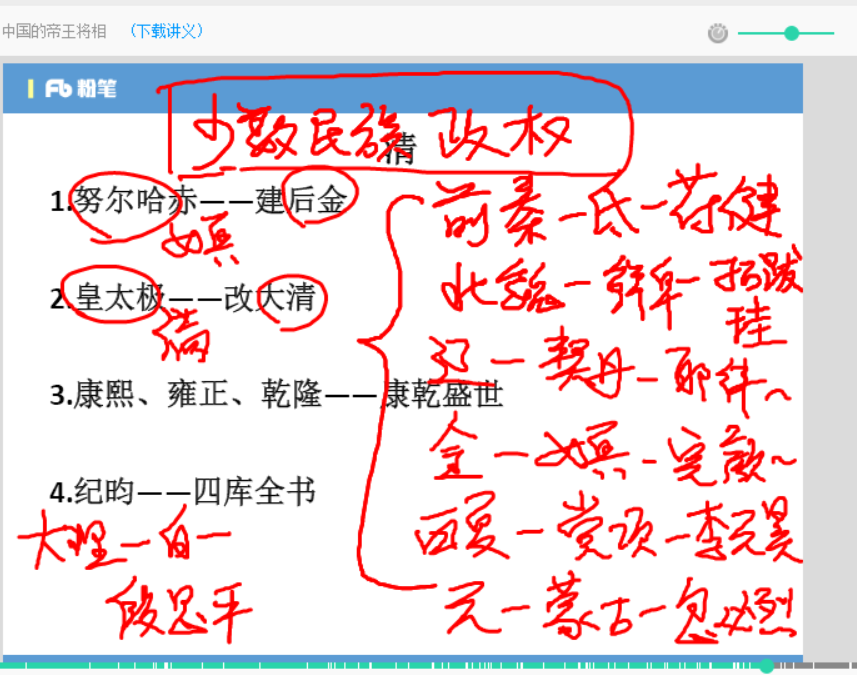 中国的帝王将相 （下载讲义）
Fb 粉笔
少数民族政权
清
1.努尔哈赤——建后金
女真
2.皇太极——改大清
满
3.康熙、雍正、乾隆——康乾盛世
4.纪昀——四库全书
大理—白—
段思平
前秦—氐—苻健
北魏—鲜卑—拓跋
珪
辽—契丹—耶律~
金—女真—完颜~
西夏—党项—李元昊
元—蒙古—忽必烈